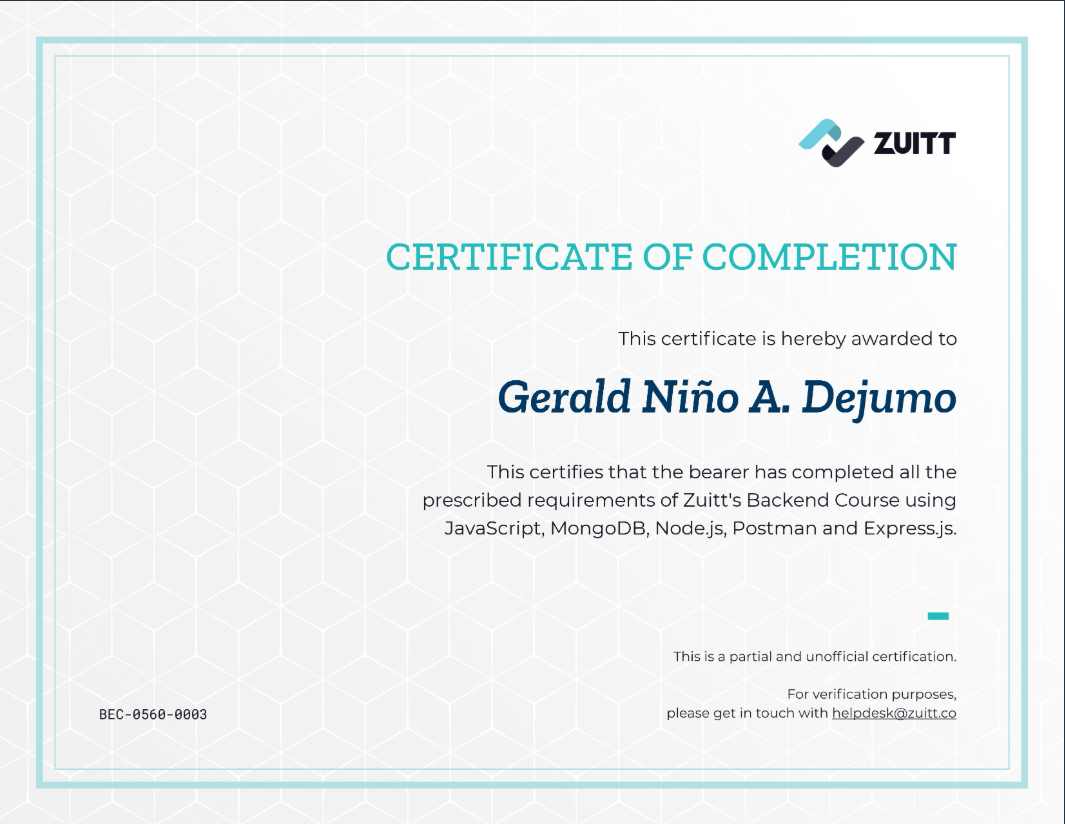 ZUITT
CERTIFICATE OF COMPLETION
This certificate is hereby awarded to
Gerald Niño A. Dejumo
This certifies that the bearer has completed all the
prescribed requirements of Zuitt's Backend Course using
JavaScript, MongoDB, Node.js, Postman and Express.js.
This is a partial and unofficial certification.
For verification purposes,
please get in touch with helpdesk@zuitt.co
BEC-0560-0003